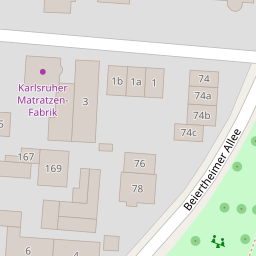 1b 1a 1
74
74a
74b
74c
Karlsruher
Matratzen-
Fabrik
3
5
167
169
76
78
Beiertheimer Allee
6
4